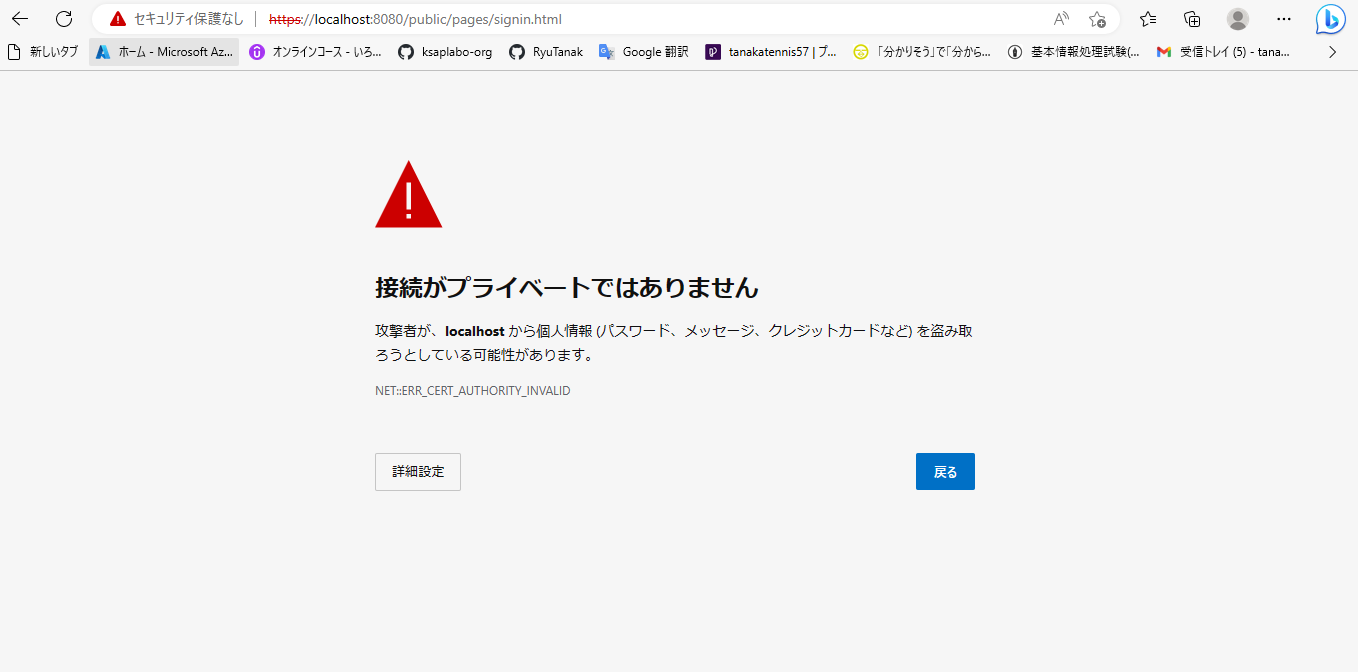 セキュリティ保護なし https://localhost:8080/public/pages/signin.html
新しいタブ ホーム - Microsoft Az... オンラインコース - いろ... ksaplabo-org RyuTanak Google 翻訳 tanakatennis57 | プ... 「分かりそう」で「分から... 基本情報処理試験(... 受信トレイ (5) - tana...
接続がプライベートではありません
攻撃者が、localhost から個人情報 (パスワード、メッセージ、クレジットカードなど) を盗み取
ろうとしている可能性があります。
NET::ERR_CERT_AUTHORITY_INVALID
詳細設定 戻る